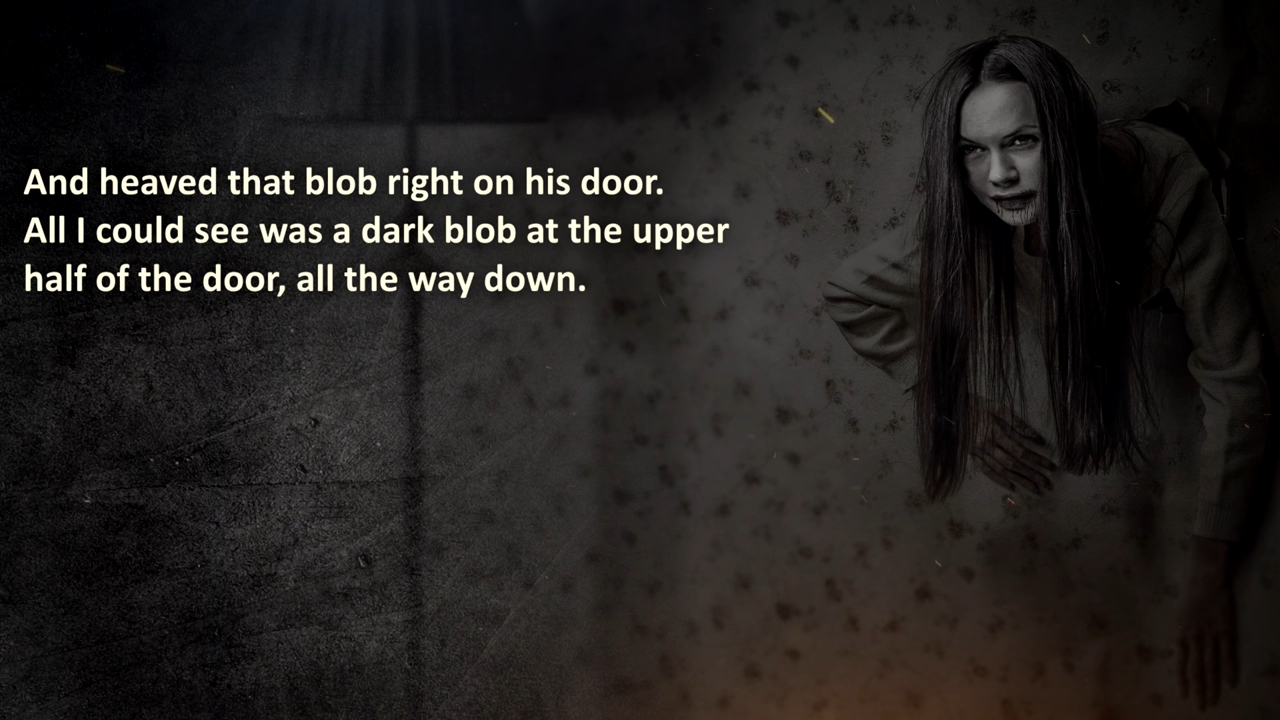 And heaved that blob right on his door.
All I could see was a dark blob at the upper
half of the door, all the way down.